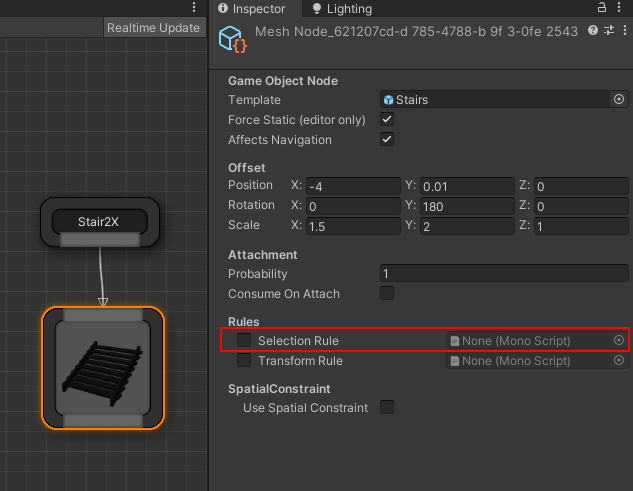 Realtime Update
Stair2X
Inspector
Lighting
Mesh Node_621207cd-d 785-4788-b 9f 3-0fe 2543
Game Object Node
Template Stairs
Force Static (editor only)
Affects Navigation
Offset
Position X: -4 Y: 0.01 Z: 0
Rotation X: 0 Y: 180 Z: 0
Scale X: 1.5 Y: 2 Z: 1
Attachment
Probability 1
Consume On Attach
Rules
Selection Rule None (Mono Script)
Transform Rule None (Mono Script)
SpatialConstraint
Use Spatial Constraint